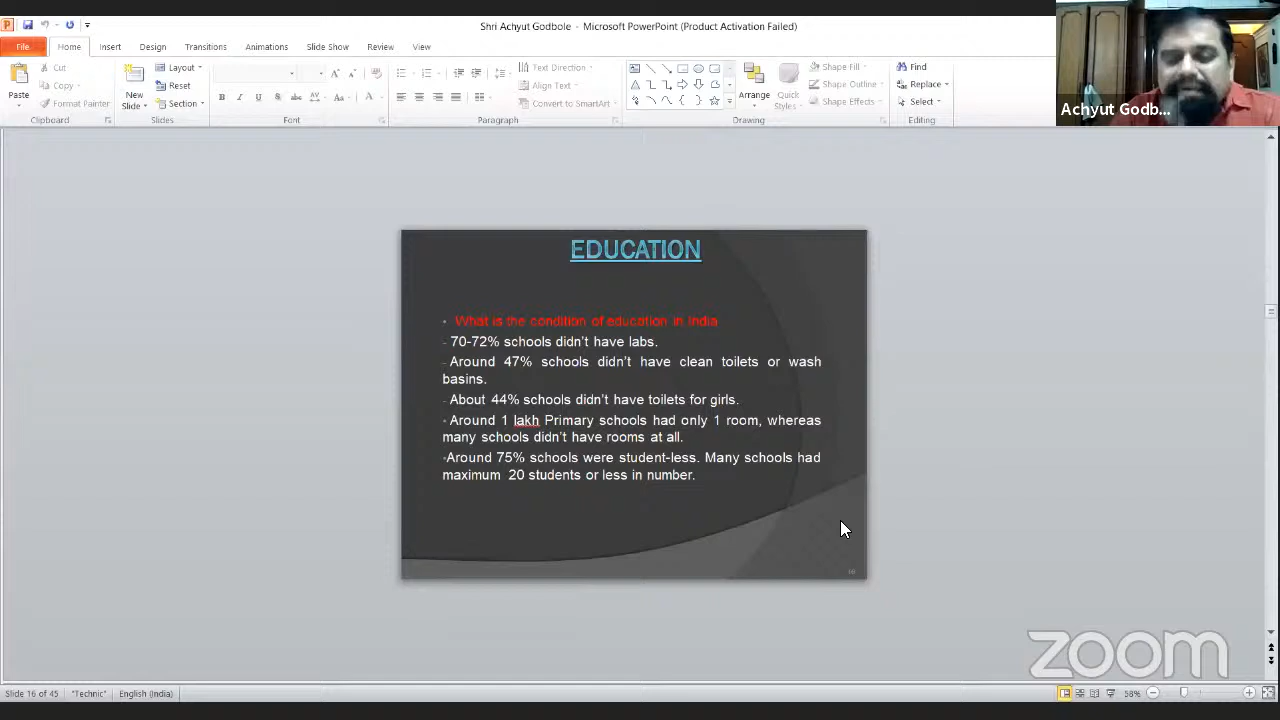 Shri Achyut Godbole - Microsoft PowerPoint (Product Activation Failed)
File Home Insert Design Transitions Animations Slide Show Review View
Paste
Cut
Copy
Format Painter
Clipboard
New
Slide
Layout
Reset
Section
Slides
Font
Text Direction
Align Text
Convert to SmartArt
Paragraph
Arrange
Quick
Styles
Shape Fill
Shape Outline
Shape Effects
Drawing
Find
Replace
Select
Editing
Achyut Godb...
EDUCATION
• What is the condition of education in India
- 70-72% schools didn't have labs.
- Around 47% schools didn't have clean toilets or wash
basins.
- About 44% schools didn't have toilets for girls.
• Around 1 lakh Primary schools had only 1 room, whereas
many schools didn't have rooms at all.
•Around 75% schools were student-less. Many schools had
maximum 20 students or less in number.
16
zoom
Slide 16 of 45 "Technic" English (India) 58%